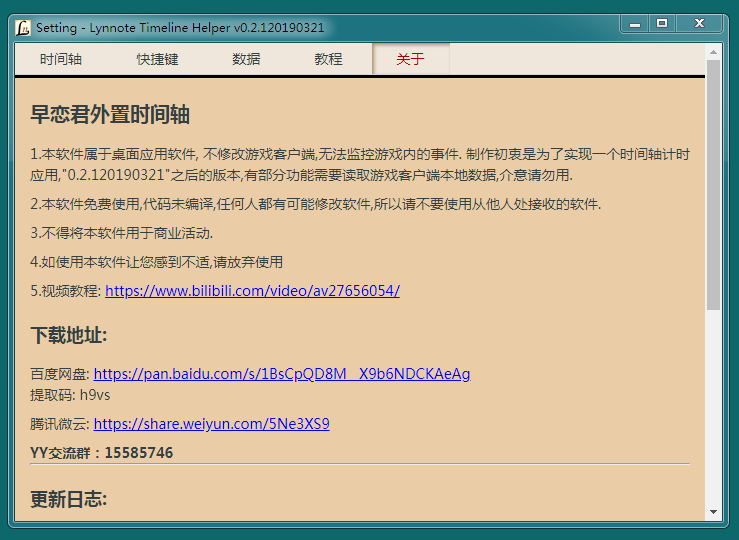 Setting - Lynnote Timeline Helper v0.2.120190321
时间轴 快捷键 数据 教程 关于
早恋君外置时间轴
1.本软件属于桌面应用软件, 不修改游戏客户端,无法监控游戏内的事件. 制作初衷是为了实现一个时间轴计时
应用,"0.2.120190321"之后的版本,有部分功能需要读取游戏客户端本地数据,介意请勿用.
2.本软件免费使用,代码未编译,任何人都有可能修改软件,所以请不要使用从他人处接收的软件.
3.不得将本软件用于商业活动.
4.如使用本软件让您感到不适,请放弃使用
5.视频教程: https://www.bilibili.com/video/av27656054/
下载地址:
百度网盘: https://pan.baidu.com/s/1BsCpQD8M__X9b6NDCKAeAg
提取码: h9vs
腾讯微云: https://share.weiyun.com/5Ne3XS9
YY交流群：15585746
更新日志: